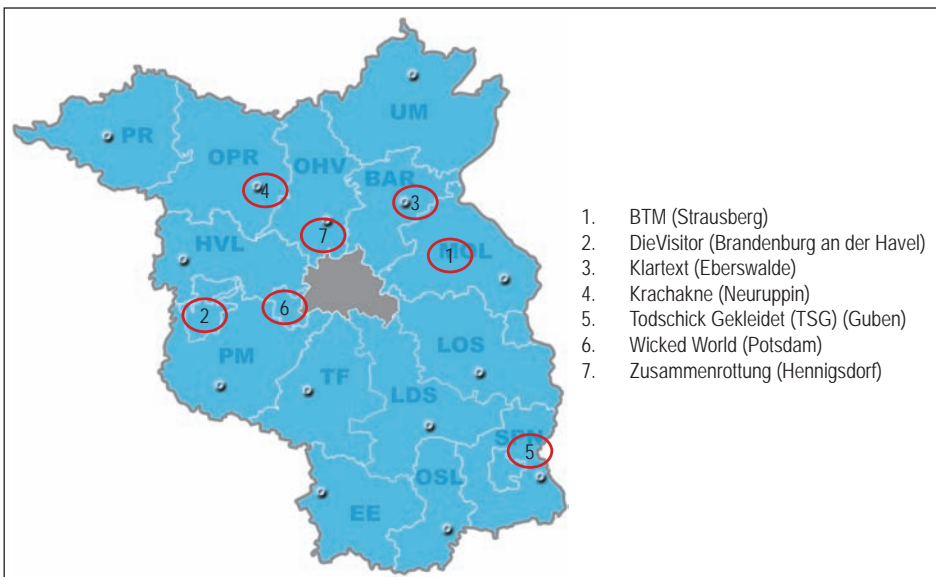 UM
PR
OPR
OHV
BAR
4
3
7
HVL
MOL
1
6
2
LOS
PM
TF
LDS
SPN
5
OSL
EE
1. BTM (Strausberg)
2. DieVisitor (Brandenburg an der Havel)
3. Klartext (Eberswalde)
4. Krachakne (Neuruppin)
5. Todschick Gekleidet (TSG) (Guben)
6. Wicked World (Potsdam)
7. Zusammenrottung (Hennigsdorf)